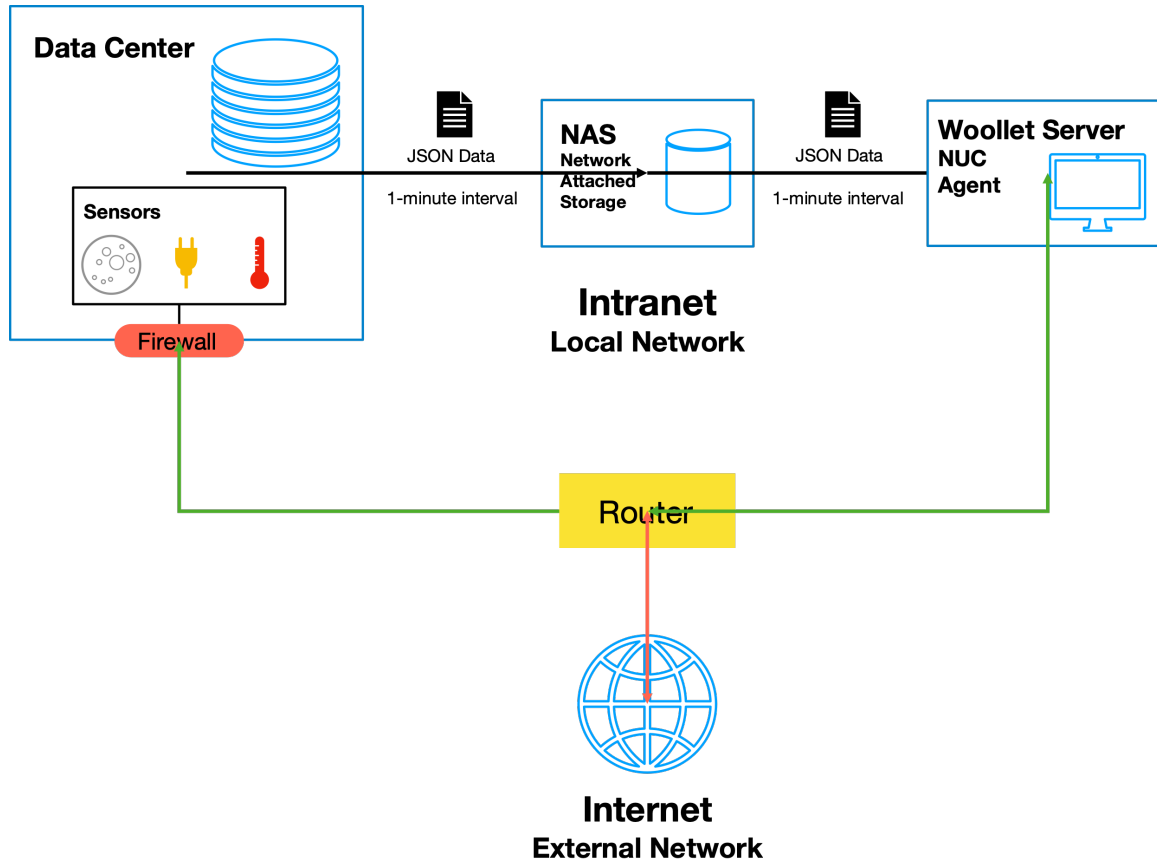 Data Center
Sensors
Firewall
JSON Data
1-minute interval
NAS
Network
Attached
Storage
JSON Data
1-minute interval
Woollet Server
NUC
Agent
Intranet
Local Network
Router
Internet
External Network